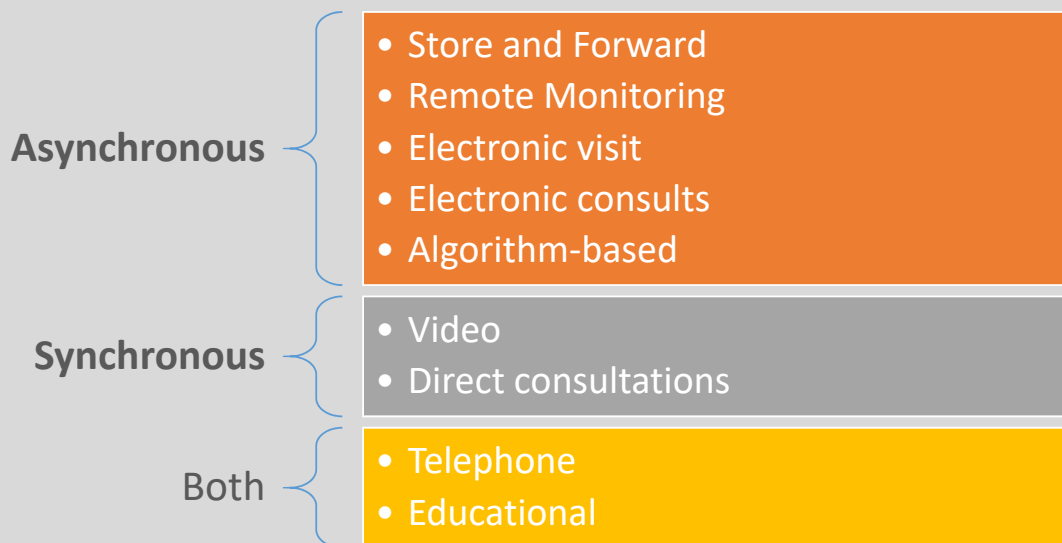 Asynchronous
• Store and Forward
• Remote Monitoring
• Electronic visit
• Electronic consults
• Algorithm-based
Synchronous
• Video
• Direct consultations
Both
• Telephone
• Educational